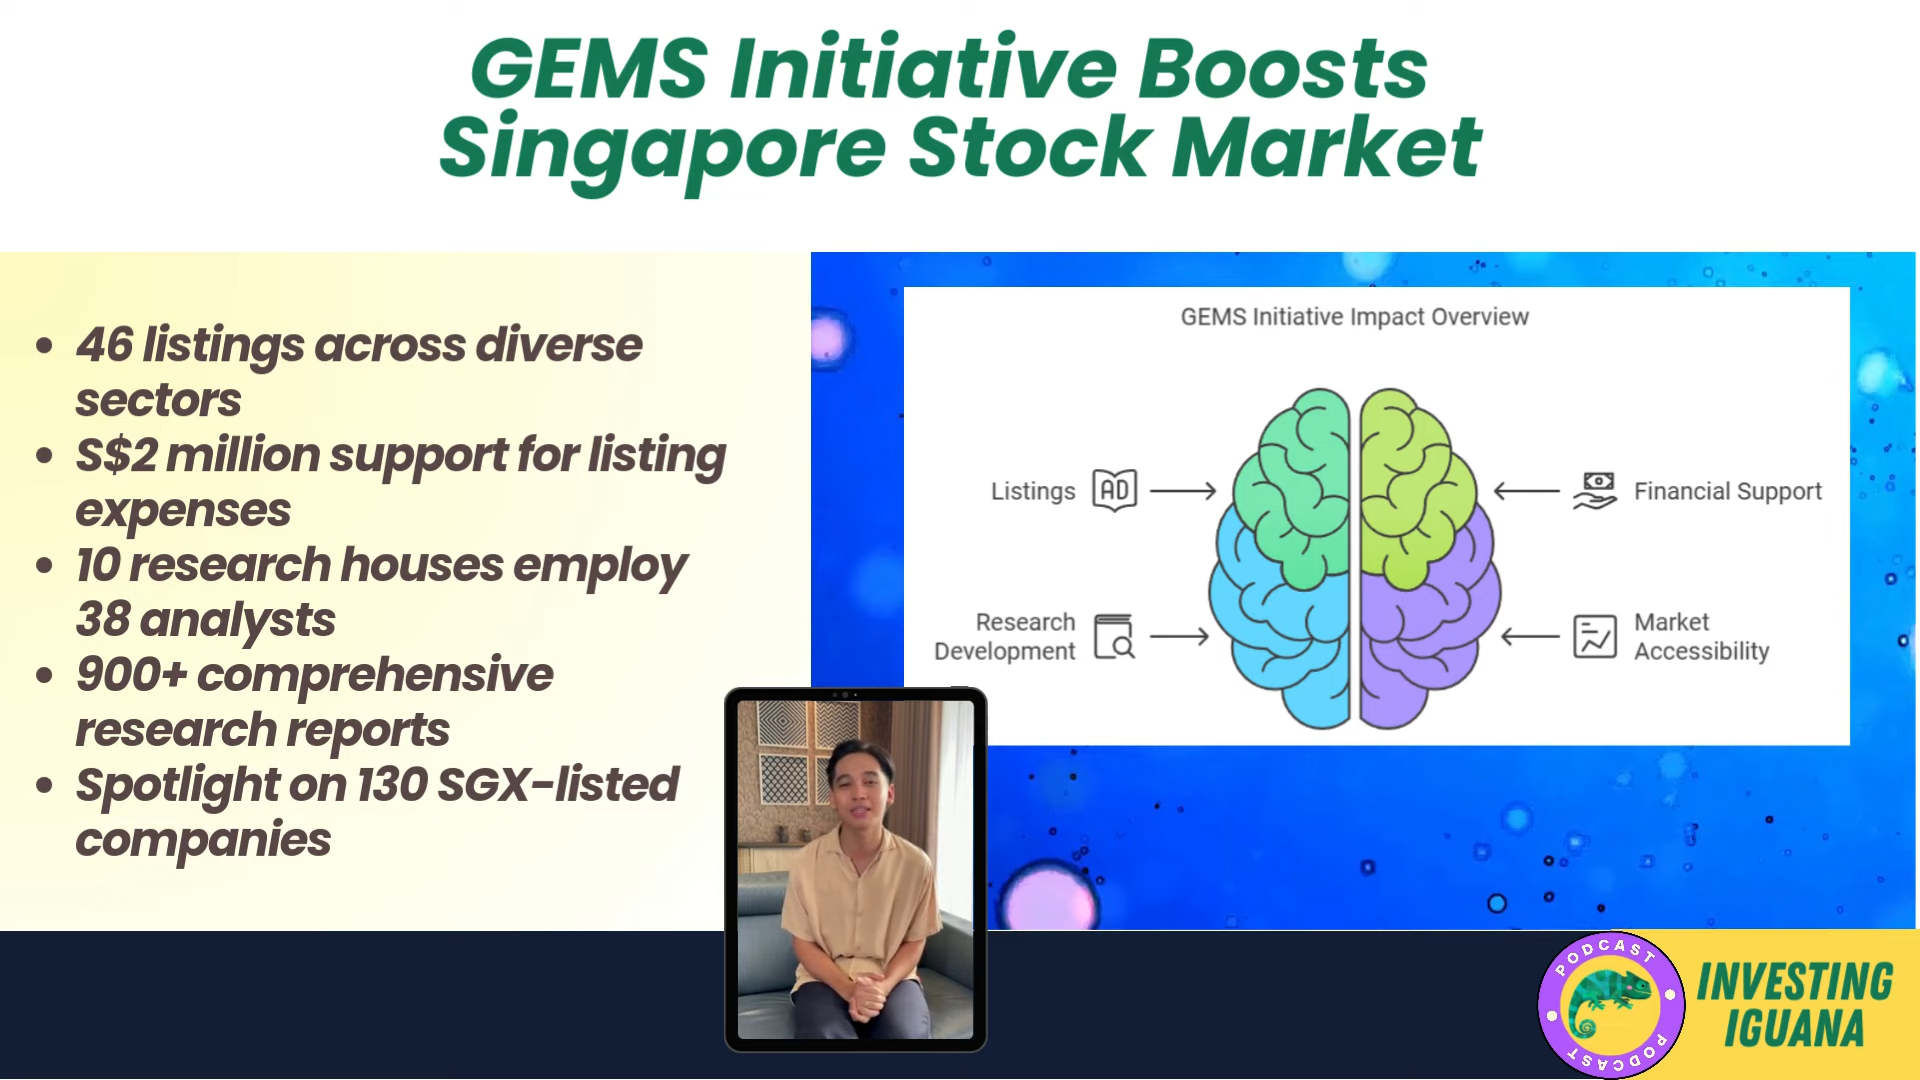 GEMS Initiative Boosts
Singapore Stock Market
46 listings across diverse
sectors
S$2 million support for listing
expenses
10 research houses employ
38 analysts
900+ comprehensive
research reports
Spotlight on 130 SGX-listed
companies
GEMS Initiative Impact Overview
Listings
AD
Financial Support
Research
Development
Market
Accessibility
PODCAST
PODCAST
INVESTING
IGUANA